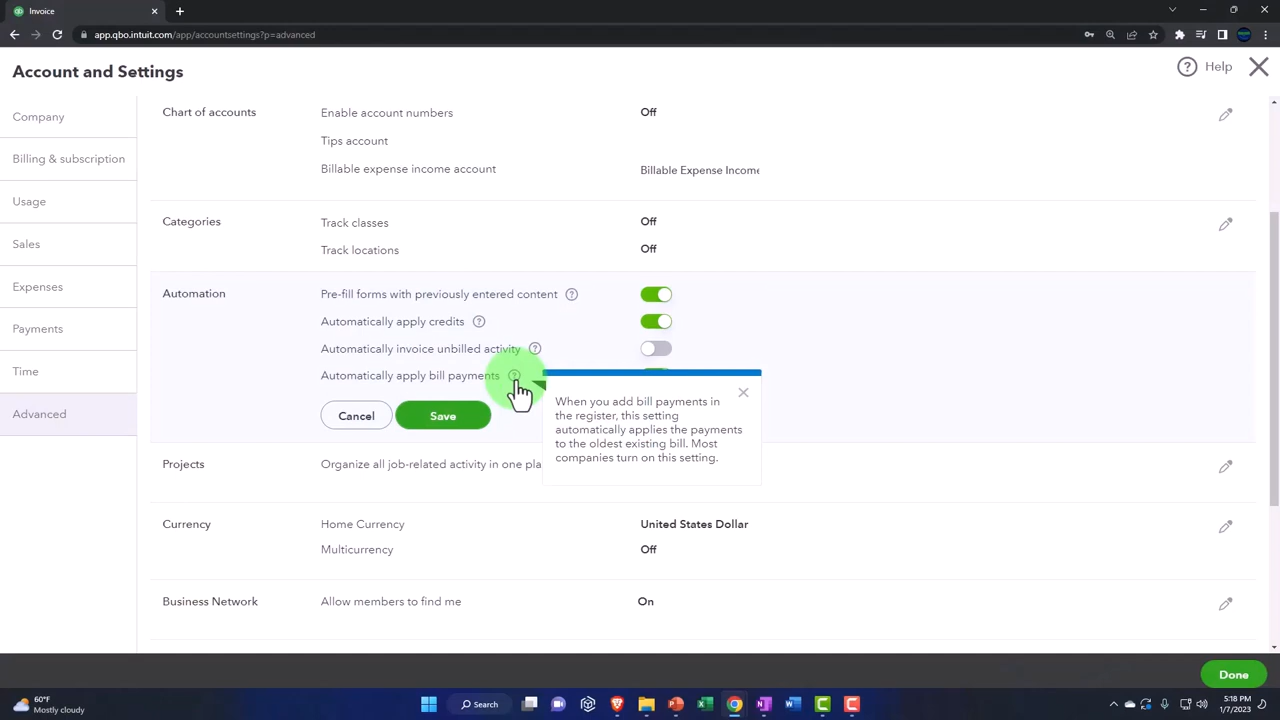 Invoice
app.qbo.intuit.com/app/accountsettings?p=advanced
Account and Settings
Help
Company
Billing & subscription
Usage
Sales
Expenses
Payments
Time
Advanced
Chart of accounts
Enable account numbers
Off
Tips account
Billable expense income account
Billable Expense Income
Categories
Track classes
Off
Track locations
Off
Automation
Pre-fill forms with previously entered content
Automatically apply credits
Automatically invoice unbilled activity
Automatically apply bill payments
Cancel
Save
When you add bill payments in
the register, this setting
automatically applies the payments
to the oldest existing bill. Most
companies turn on this setting.
Projects
Organize all job-related activity in one pla
Currency
Home Currency
United States Dollar
Multicurrency
Off
Business Network
Allow members to find me
On
Done
60°F
Mostly cloudy
Search
5:18 PM
1/7/2023